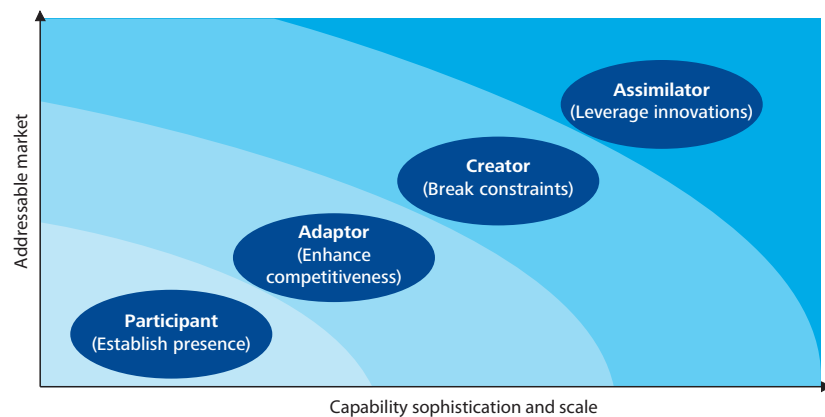 Addressable market
Assimilator
(Leverage innovations)
Creator
(Break constraints)
Adaptor
(Enhance
competitiveness)
Participant
(Establish presence)
Capability sophistication and scale